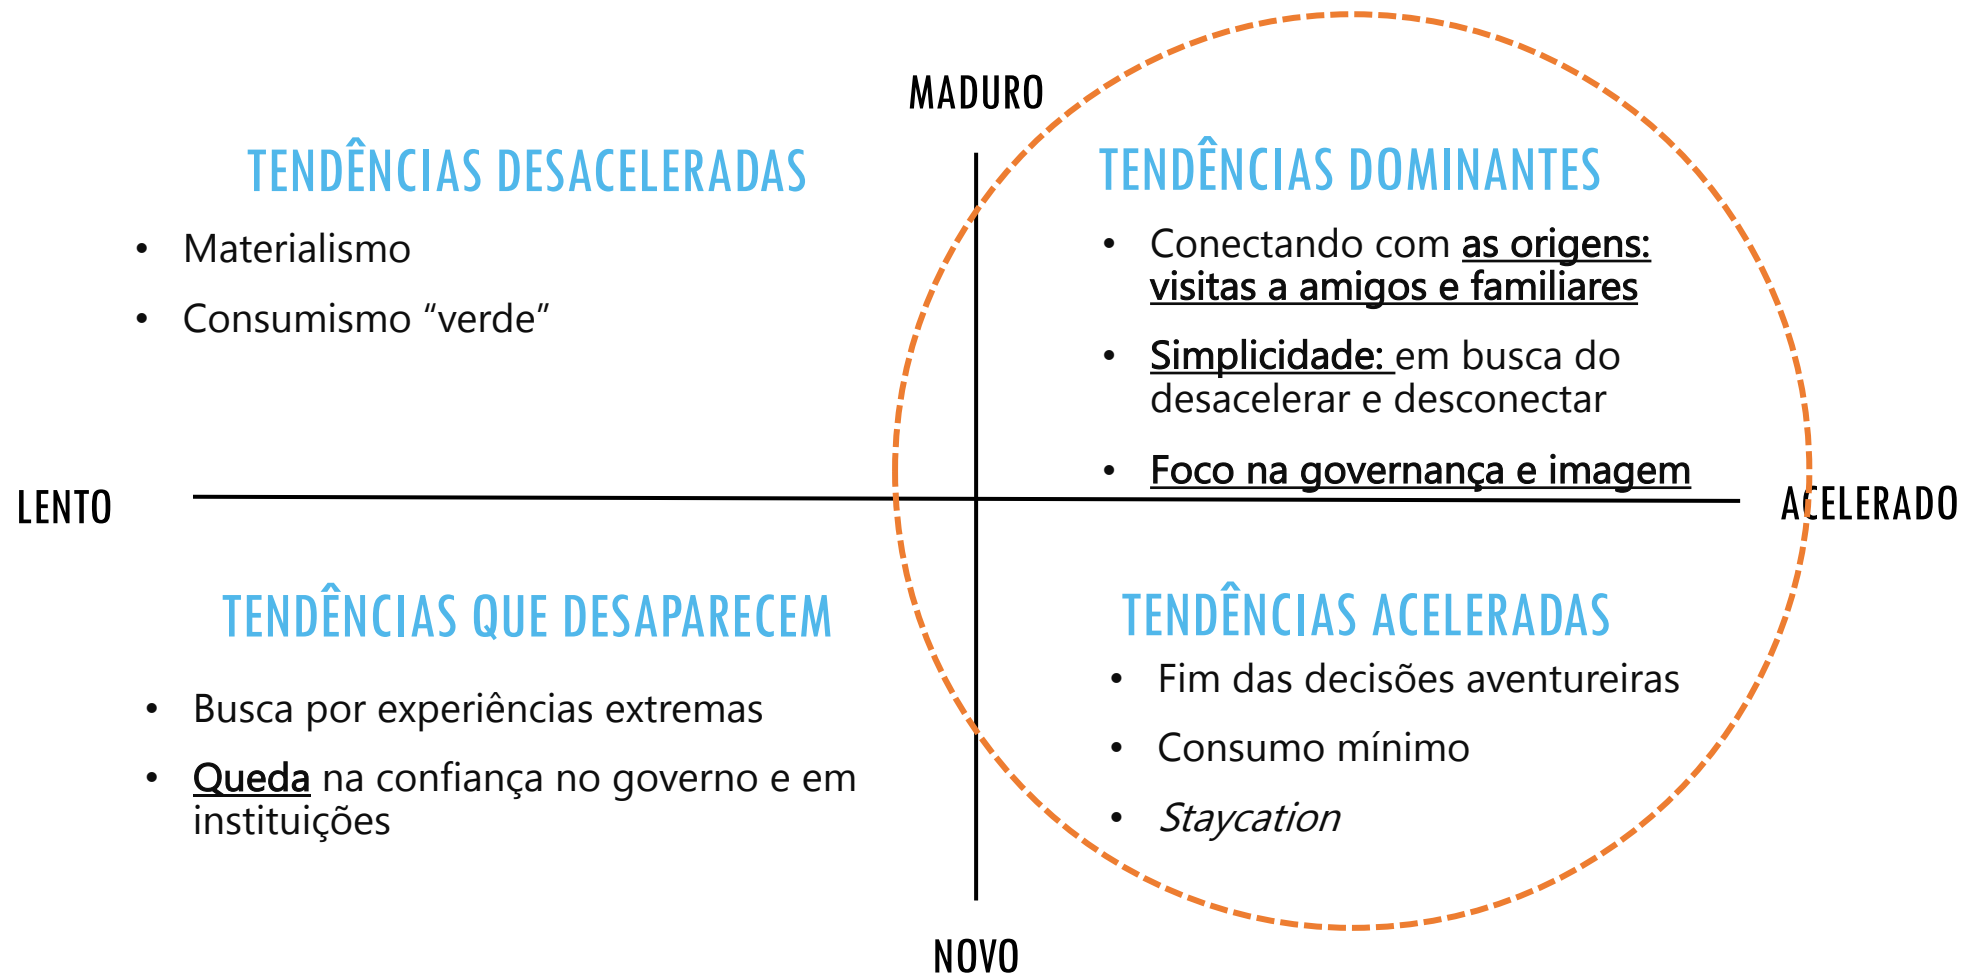 MADURO
TENDÊNCIAS DESACELERADAS
• Materialismo
• Consumismo “verde”
TENDÊNCIAS DOMINANTES
• Conectando com as origens:
visitas a amigos e familiares
• Simplicidade: em busca do
desacelerar e desconectar
• Foco na governança e imagem
LENTO
ACELERADO
TENDÊNCIAS QUE DESAPARECEM
• Busca por experiências extremas
• Queda na confiança no governo e em
instituições
TENDÊNCIAS ACELERADAS
• Fim das decisões aventureiras
• Consumo mínimo
• Staycation
NOVO